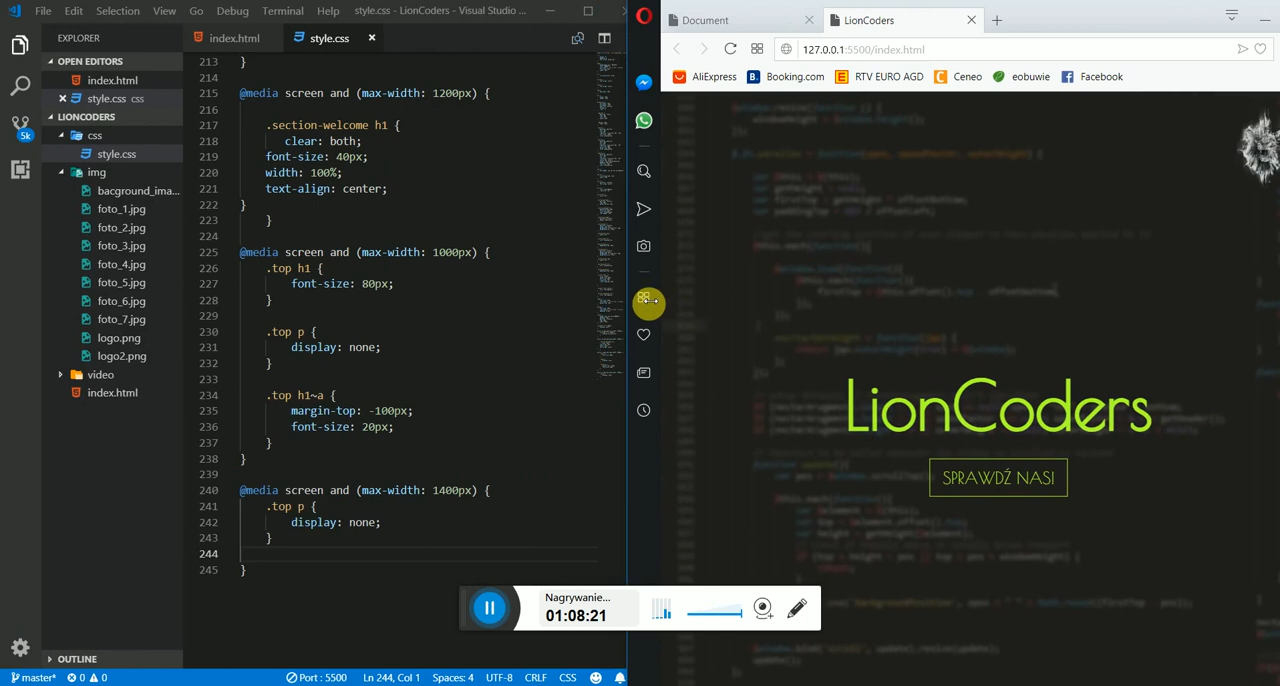 File Edit Selection View Go Debug Terminal Help style.css - LionCoders - Visual Studio ...
EXPLORER
OPEN EDITORS
index.html
style.css css
LIONCODERS
css
style.css
img
bacground_ima...
foto_1.jpg
foto_2.jpg
foto_3.jpg
foto_4.jpg
foto_5.jpg
foto_6.jpg
foto_7.jpg
logo.png
logo2.png
video
index.html
OUTLINE
5k
index.html style.css
213 }
214
215 @media screen and (max-width: 1200px) {
216
217 .section-welcome h1 {
218 clear: both;
219 font-size: 40px;
220 width: 100%;
221 text-align: center;
222 }
223 }
224
225 @media screen and (max-width: 1000px) {
226 .top h1 {
227 font-size: 80px;
228 }
229
230 .top p {
231 display: none;
232 }
233
234 .top h1~a {
235 margin-top: -100px;
236 font-size: 20px;
237 }
238 }
239
240 @media screen and (max-width: 1400px) {
241 .top p {
242 display: none;
243 }
244
245 }
master* 0 0 Port : 5500 Ln 244, Col 1 Spaces: 4 UTF-8 CRLF CSS
Nagrywanie...
01:08:21
Document LionCoders
127.0.0.1:5500/index.html
AliExpress Booking.com RTV EURO AGD Ceneo eobuwie Facebook
LionCoders
SPRAWDŹ NAS!